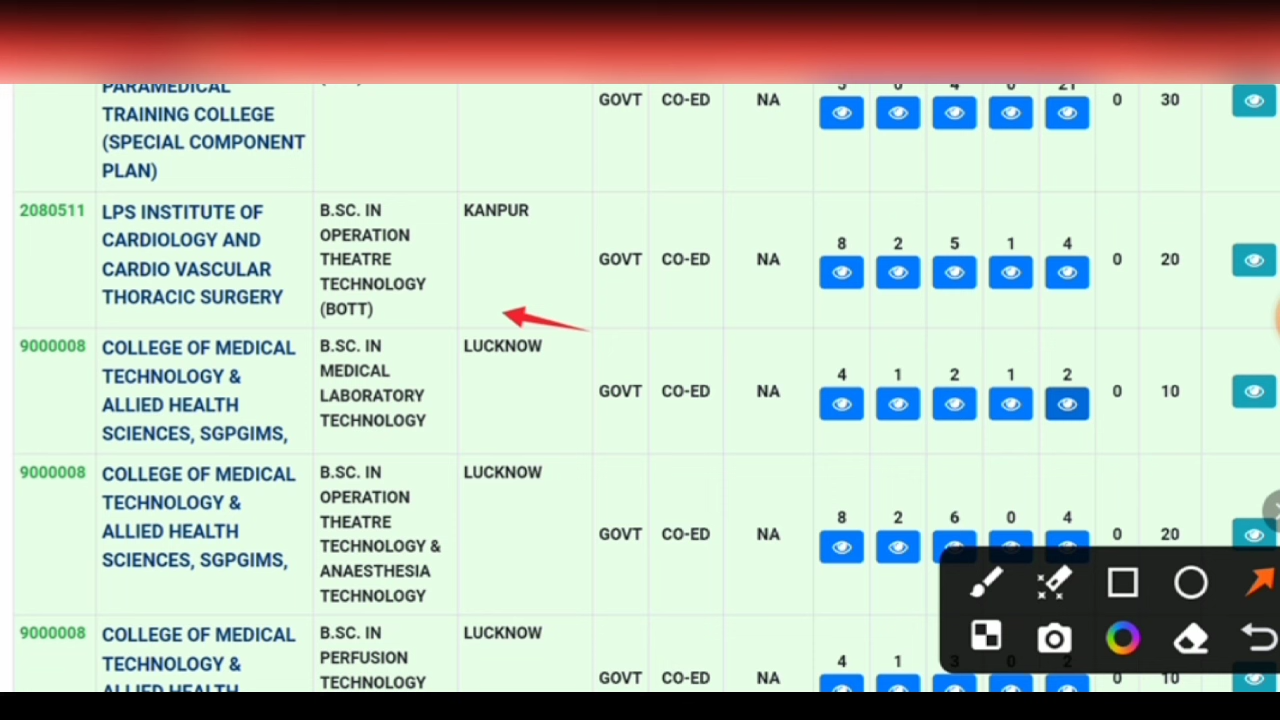 PARAMEDICAL
TRAINING COLLEGE
(SPECIAL COMPONENT
PLAN)
GOVT CO-ED NA 0 30
2080511 LPS INSTITUTE OF
CARDIOLOGY AND
CARDIO VASCULAR
THORACIC SURGERY
B.SC. IN
OPERATION
THEATRE
TECHNOLOGY
(BOTT)
KANPUR
GOVT CO-ED NA 8 2 5 1 4 0 20
9000008 COLLEGE OF MEDICAL
TECHNOLOGY &
ALLIED HEALTH
SCIENCES, SGPGIMS,
B.SC. IN
MEDICAL
LABORATORY
TECHNOLOGY
LUCKNOW
GOVT CO-ED NA 4 1 2 1 2 0 10
9000008 COLLEGE OF MEDICAL
TECHNOLOGY &
ALLIED HEALTH
SCIENCES, SGPGIMS,
B.SC. IN
OPERATION
THEATRE
TECHNOLOGY &
ANAESTHESIA
TECHNOLOGY
LUCKNOW
GOVT CO-ED NA 8 2 6 0 4 0 20
9000008 COLLEGE OF MEDICAL
TECHNOLOGY &
ALLIED HEALTH
B.SC. IN
PERFUSION
TECHNOLOGY
LUCKNOW
GOVT CO-ED NA 4 1 3 0 2 0 10